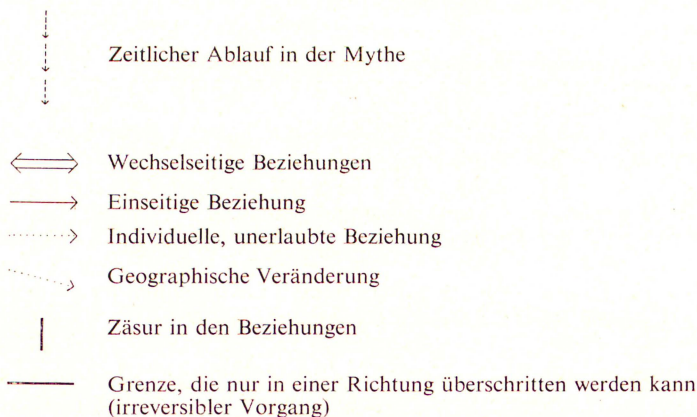 Zeitlicher Ablauf in der Mythe
Wechselseitige Beziehungen
Einseitige Beziehung
Individuelle, unerlaubte Beziehung
Geographische Veränderung
Zäsur in den Beziehungen
Grenze, die nur in einer Richtung überschritten werden kann
(irreversibler Vorgang)